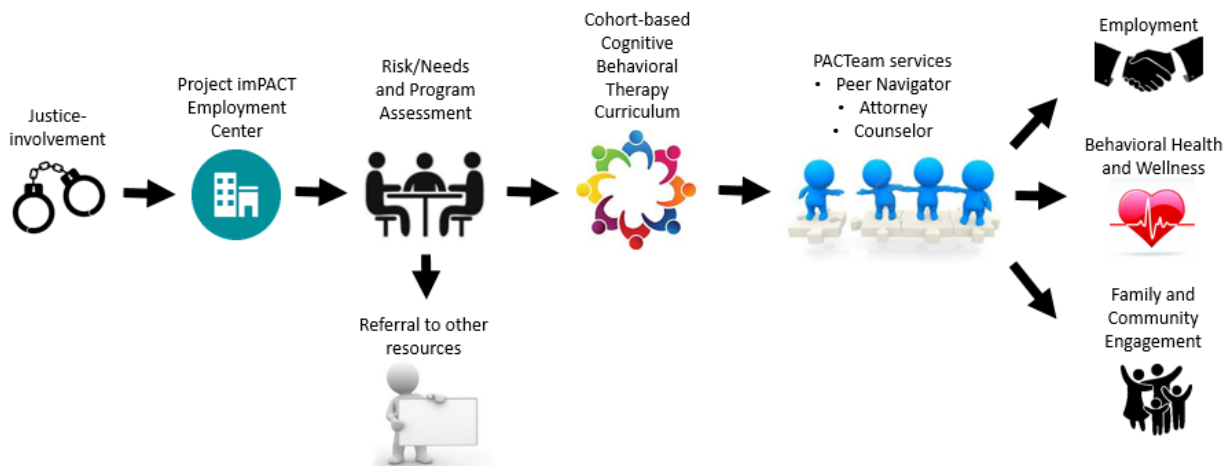 Justice-
involvement
Project imPACT
Employment
Center
Risk/Needs
and Program
Assessment
Referral to other
resources
Cohort-based
Cognitive
Behavioral
Therapy
Curriculum
PACTeam services
• Peer Navigator
• Attorney
• Counselor
Employment
Behavioral Health
and Wellness
Family and
Community
Engagement